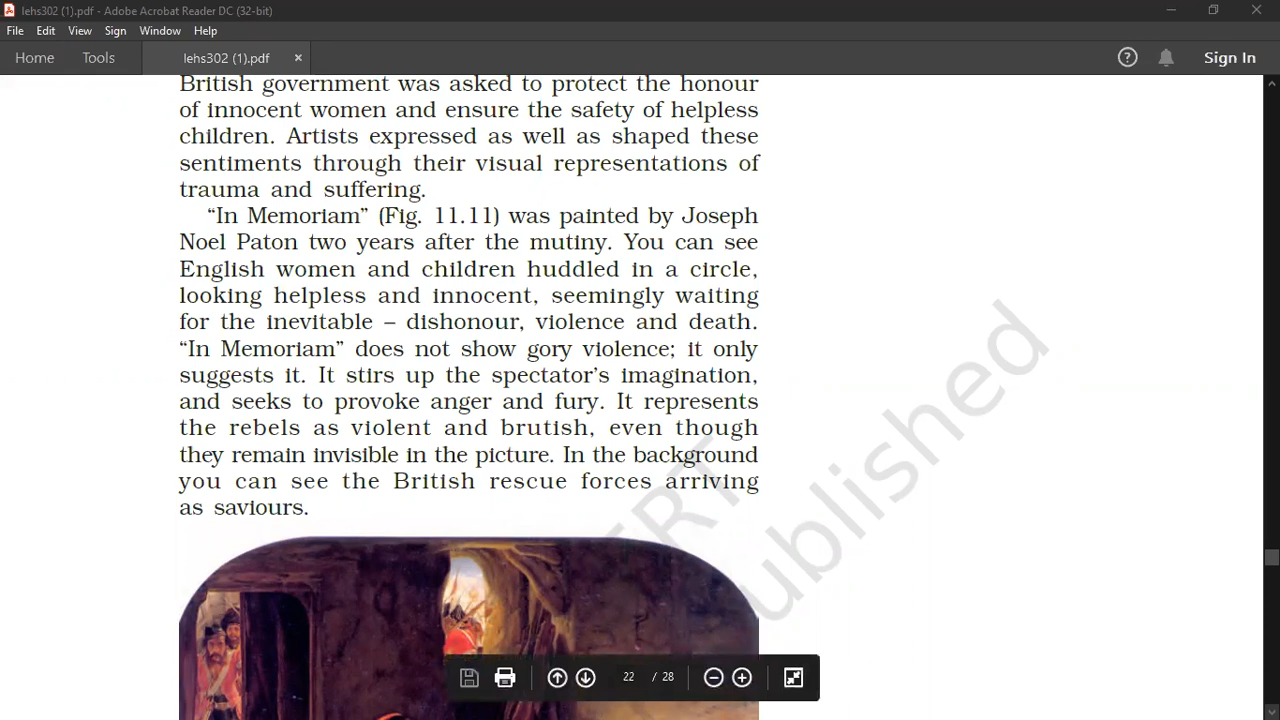 lehs302 (1).pdf - Adobe Acrobat Reader DC (32-bit)
File Edit View Sign Window Help
Home Tools lehs302 (1).pdf × Sign In
British government was asked to protect the honour
of innocent women and ensure the safety of helpless
children. Artists expressed as well as shaped these
sentiments through their visual representations of
trauma and suffering.
“In Memoriam” (Fig. 11.11) was painted by Joseph
Noel Paton two years after the mutiny. You can see
English women and children huddled in a circle,
looking helpless and innocent, seemingly waiting
for the inevitable – dishonour, violence and death.
“In Memoriam” does not show gory violence; it only
suggests it. It stirs up the spectator’s imagination,
and seeks to provoke anger and fury. It represents
the rebels as violent and brutish, even though
they remain invisible in the picture. In the background
you can see the British rescue forces arriving
as saviours.
22 / 28